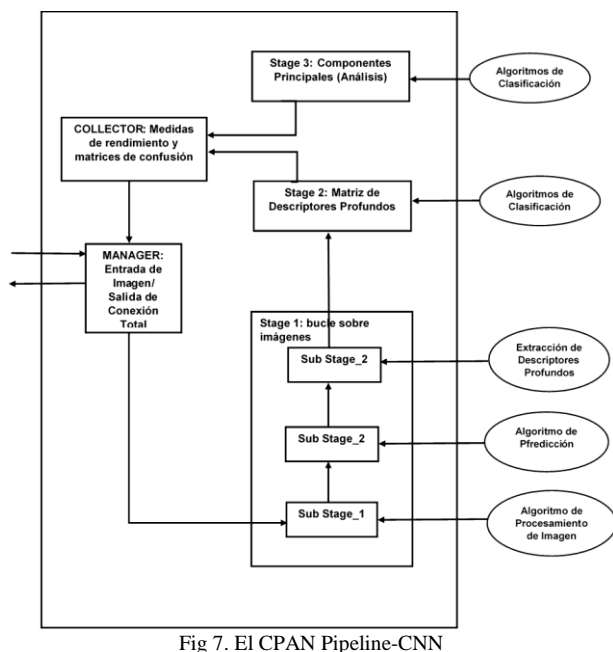 Stage 3: Componentes
Principales (Análisis)
Algoritmos de
Clasificación
COLLECTOR: Medidas
de rendimiento y
matrices de confusión
Stage 2: Matriz de
Descriptores Profundos
Algoritmos de
Clasificación
MANAGER:
Entrada de
Imagen/
Salida de
Conexión
Total
Stage 1: bucle sobre
imágenes
Sub Stage_2
Extracción de
Descriptores
Profundos
Sub Stage_2
Algoritmo de
Pfredicción
Sub Stage_1
Algoritmo de
Procesamiento
de Imagen
Fig 7. El CPAN Pipeline-CNN